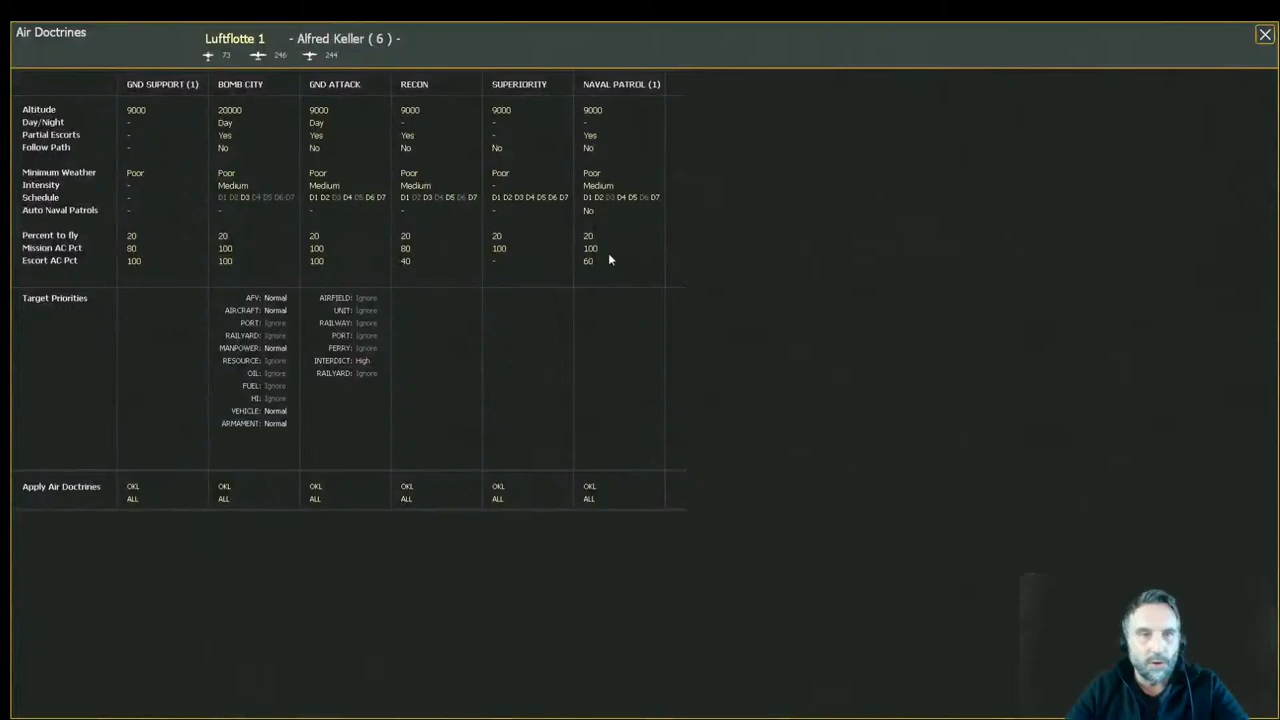 Air Doctrines
Luftflotte 1 - Alfred Keller ( 6 ) -
73 246 244
GND SUPPORT (1) BOMB CITY GND ATTACK RECON SUPERIORITY NAVAL PATROL (1)
Altitude 9000 20000 9000 9000 9000 9000
Day/Night - Day Day - - -
Partial Escorts - Yes Yes Yes - Yes
Follow Path - No No No No No
Minimum Weather Poor Poor Poor Poor Poor Poor
Intensity - Medium Medium Medium - Medium
Schedule - D1 D2 D3 D4 D5 D6 D7 D1 D2 D3 D4 D5 D6 D7 D1 D2 D3 D4 D5 D6 D7 D1 D2 D3 D4 D5 D6 D7 D1 D2 D3 D4 D5 D6 D7
Auto Naval Patrols - - - - - No
Percent to fly 20 20 20 20 20 20
Mission AC Pct 80 100 100 80 100 100
Escort AC Pct 100 100 100 40 - 60
Target Priorities AFV: Normal AIRFIELD: Ignore
AIRCRAFT: Normal UNIT: Ignore
PORT: Ignore RAILWAY: Ignore
RAILYARD: Ignore PORT: Ignore
MANPOWER: Normal FERRY: Ignore
RESOURCE: Ignore INTERDICT: High
OIL: Ignore RAILYARD: Ignore
FUEL: Ignore
HI: Ignore
VEHICLE: Normal
ARMAMENT: Normal
Apply Air Doctrines OKL OKL OKL OKL OKL OKL
ALL ALL ALL ALL ALL ALL